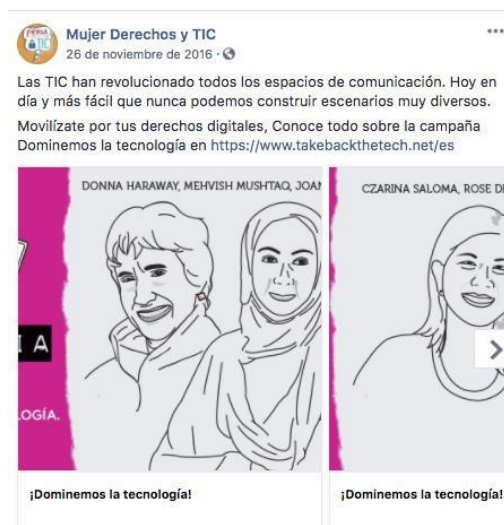 Mujer Derechos y TIC
26 de noviembre de 2016 ·
Las TIC han revolucionado todos los espacios de comunicación. Hoy en
día y más fácil que nunca podemos construir escenarios muy diversos.
Movilízate por tus derechos digitales, Conoce todo sobre la campaña
Dominemos la tecnología en https://www.takebackthetech.net/es
DONNA HARAWAY, MEHVISH MUSHTAQ, JOAN
CZARINA SALOMA, ROSE
I A
OGÍA.
¡Dominemos la tecnología!
¡Dominemos la tecnología!